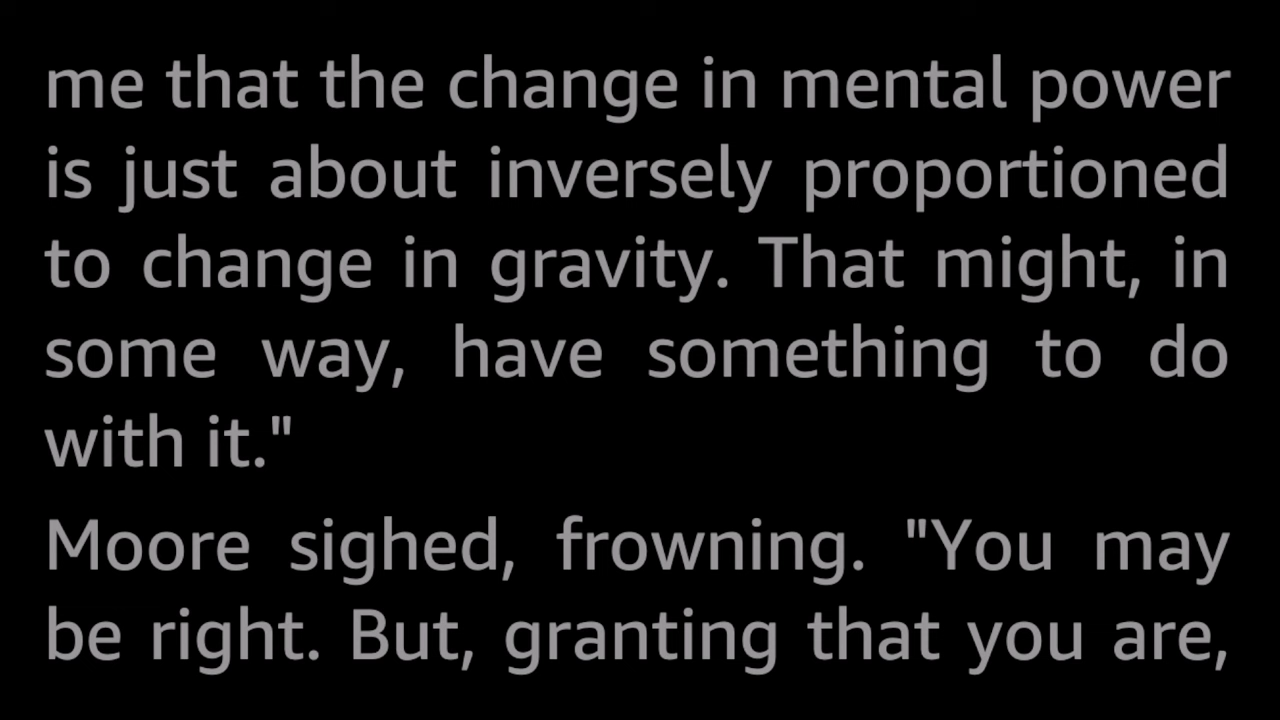 me that the change in mental power
is just about inversely proportioned
to change in gravity. That might, in
some way, have something to do
with it."
Moore sighed, frowning. "You may
be right. But, granting that you are,